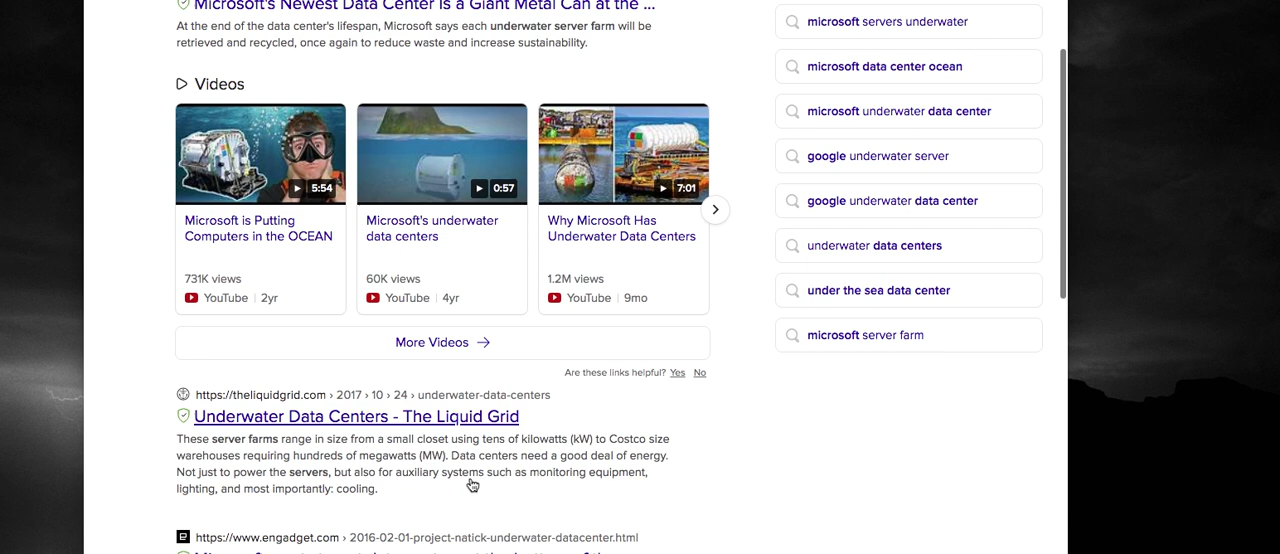 Microsoft's Newest Data Center Is a Giant Metal Can at the ...
At the end of the data center's lifespan, Microsoft says each underwater server farm will
be retrieved and recycled, once again to reduce waste and increase sustainability.
Videos
5:54
0:57
7:01
Microsoft is Putting
Computers in the OCEAN
731K views
YouTube | 2yr
Microsoft's underwater
data centers
60K views
YouTube | 4yr
Why Microsoft Has
Underwater Data Centers
1.2M views
YouTube | 9mo
More Videos
Are these links helpful? Yes No
https://theliquidgrid.com › 2017 › 10 › 24 › underwater-data-centers
Underwater Data Centers - The Liquid Grid
These server farms range in size from a small closet using tens of kilowatts (kW) to Costco size
warehouses requiring hundreds of megawatts (MW). Data centers need a good deal of energy.
Not just to power the servers, but also for auxiliary systems such as monitoring equipment,
lighting, and most importantly: cooling.
https://www.engadget.com › 2016-02-01-project-natick-underwater-datacenter.html
microsoft servers underwater
microsoft data center ocean
microsoft underwater data center
google underwater server
google underwater data center
underwater data centers
under the sea data center
microsoft server farm